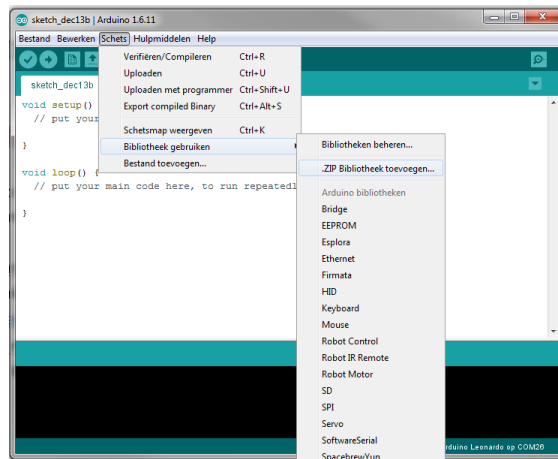 sketch_dec13b | Arduino 1.6.11
Bestand Bewerken Schets Hulpmiddelen Help
sketch_dec13b
void setup()
// put your
}
void loop() {
// put your main code here, to run repeatedl
}
Verifiëren/Compileren Ctrl+R
Uploaden Ctrl+U
Uploaden met programmer Ctrl+Shift+U
Export compiled Binary Ctrl+Alt+S
Schetsmap weergeven Ctrl+K
Bibliotheek gebruiken
Bestand toevoegen...
Bibliotheken beheren...
.ZIP Bibliotheek toevoegen...
Arduino bibliotheken
Bridge
EEPROM
Esplora
Ethernet
Firmata
HID
Keyboard
Mouse
Robot Control
Robot IR Remote
Robot Motor
SD
SPI
Servo
SoftwareSerial
SpacebrewYun
rduino Leonardo op COM26